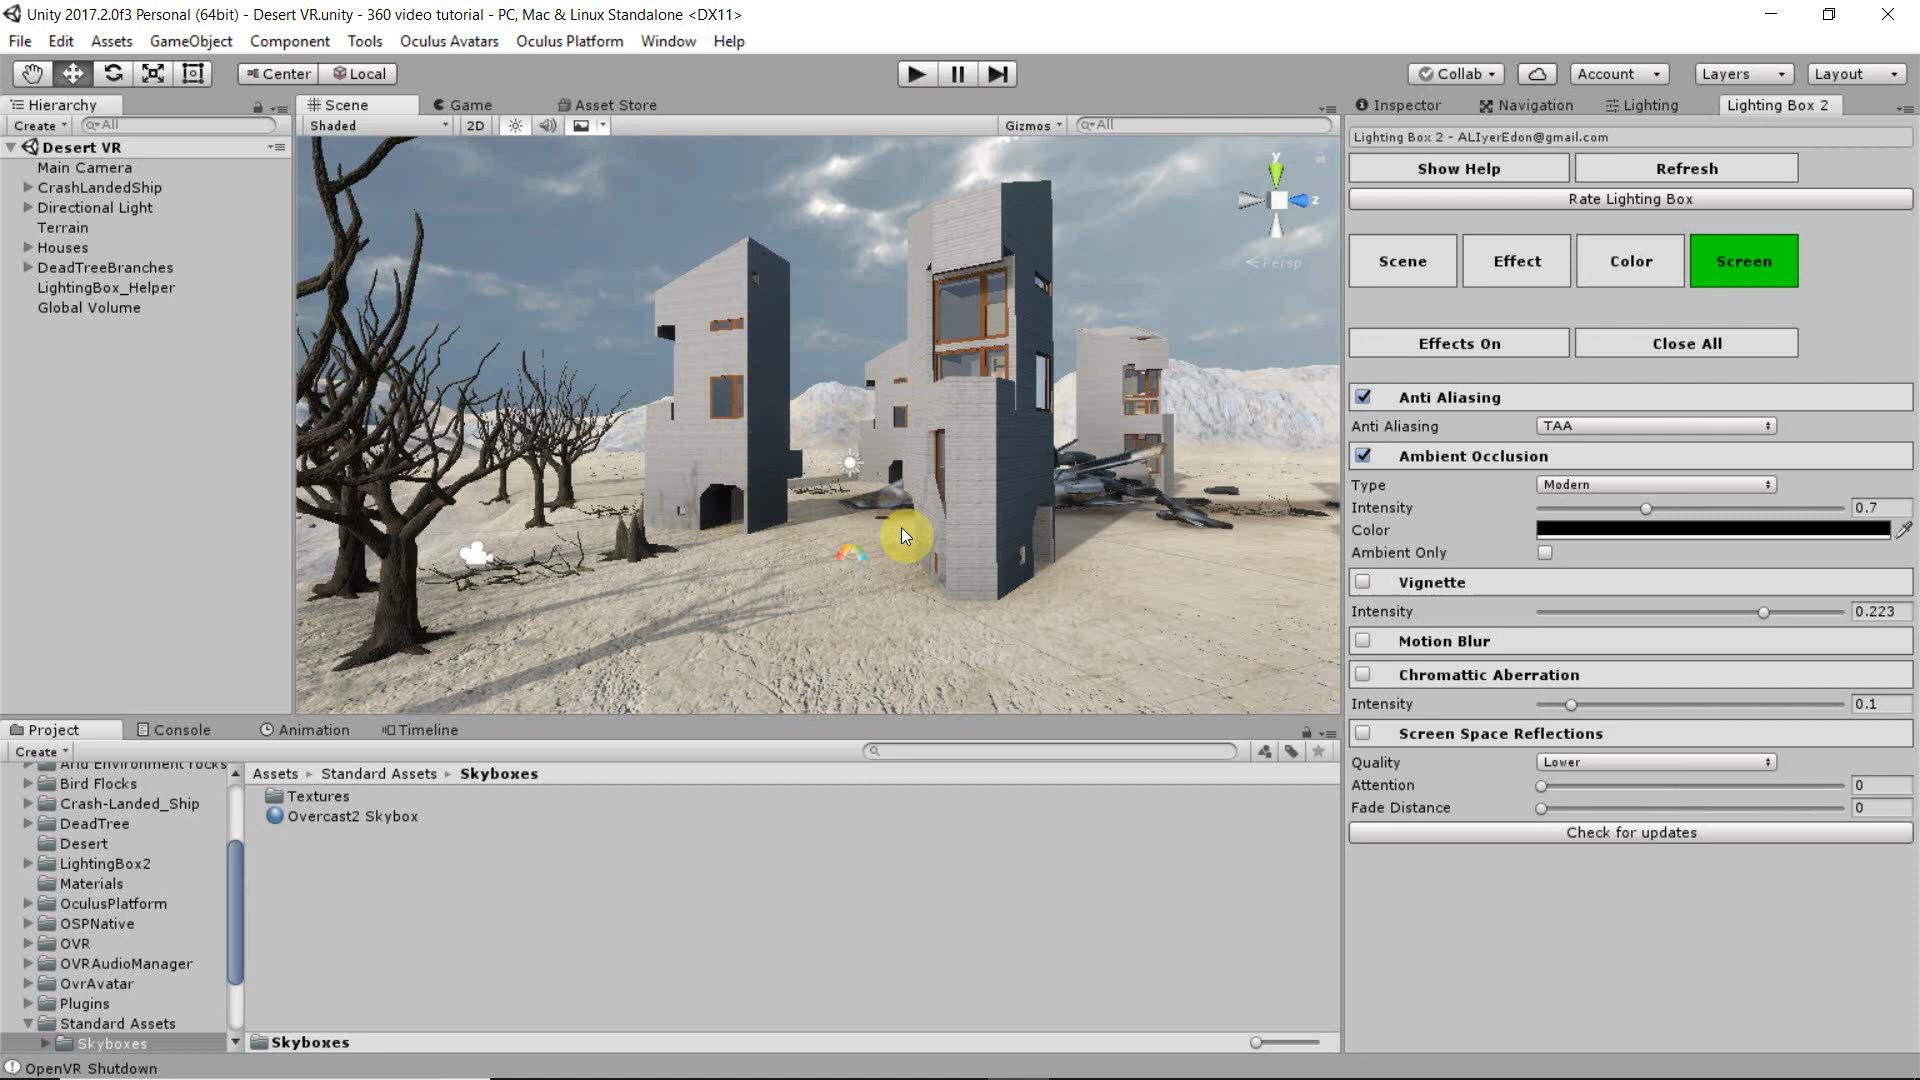 Unity 2017.2.0f3 Personal (64bit) - Desert VR.unity - 360 video tutorial - PC, Mac & Linux Standalone <DX11>
File Edit Assets GameObject Component Tools Oculus Avatars Oculus Platform Window Help
Center Local Collab Account Layers Layout
Hierarchy Scene Game Asset Store Inspector Navigation Lighting Lighting Box 2
Create All Shaded 2D Gizmos All
Lighting Box 2 - ALIyerEdon@gmail.com
Desert VR
Main Camera
CrashLandedShip
Directional Light
Terrain
Houses
DeadTreeBranches
LightingBox_Helper
Global Volume
y
z
Persp
Show Help Refresh
Rate Lighting Box
Scene Effect Color Screen
Effects On Close All
Anti Aliasing
Anti Aliasing TAA
Ambient Occlusion
Type Modern
Intensity 0.7
Color
Ambient Only
Vignette
Intensity 0.223
Motion Blur
Chromattic Aberration
Intensity 0.1
Screen Space Reflections
Quality Lower
Attention 0
Fade Distance 0
Check for updates
Project Console Animation Timeline
Create
Arid Environment rocks
Bird Flocks
Crash-Landed_Ship
DeadTree
Desert
LightingBox2
Materials
OculusPlatform
OSPNative
OVR
OVRAudioManager
OvrAvatar
Plugins
Standard Assets
Skyboxes
Assets Standard Assets Skyboxes
Textures
Overcast2 Skybox
Skyboxes
OpenVR Shutdown